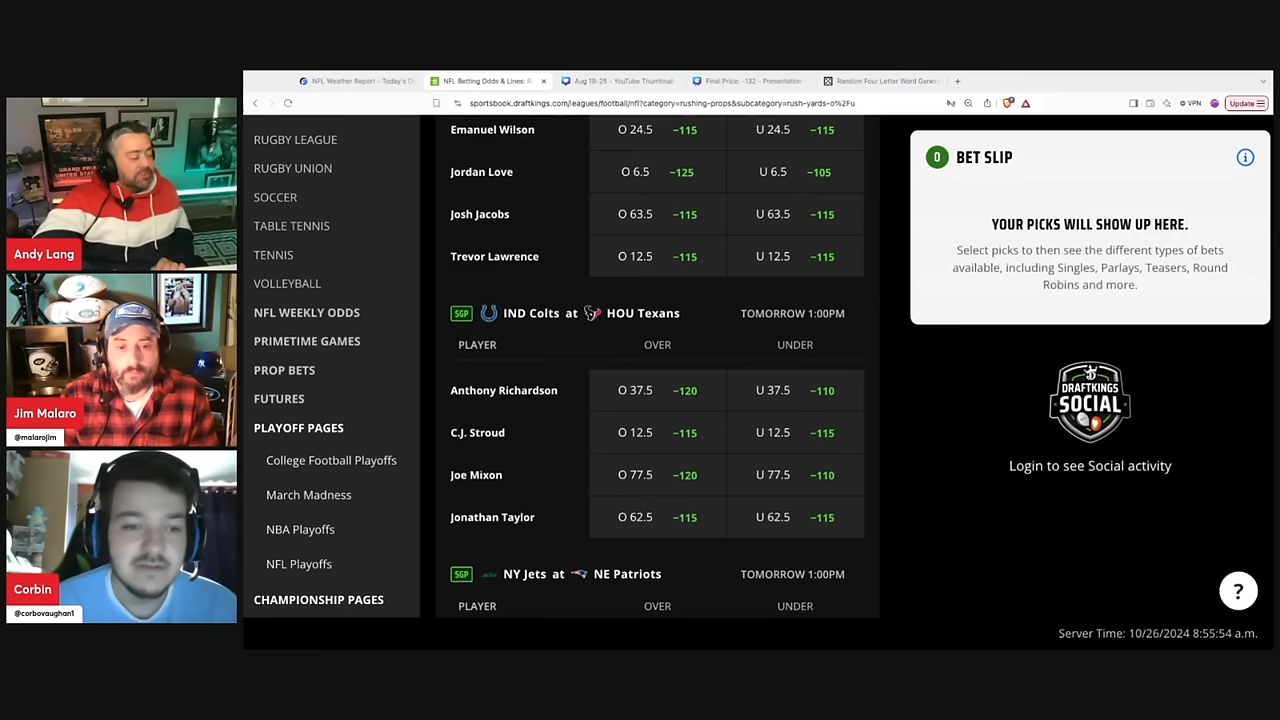 NFL Weather Report - Today's D
NFL Betting Odds & Lines: P
Aug 19-25 - YouTube Thumbnail
Final Price: -132 - Presentation
Random Four Letter Word Gener
sportsbook.draftkings.com/leagues/football/nfl?category=rushing-props&subcategory=rush-yards-o%2Fu
VPN
Update
Andy Lang
Jim Malaro
@malarojim
Corbin
@corbovaughan1
RUGBY LEAGUE
RUGBY UNION
SOCCER
TABLE TENNIS
TENNIS
VOLLEYBALL
NFL WEEKLY ODDS
PRIMETIME GAMES
PROP BETS
FUTURES
PLAYOFF PAGES
College Football Playoffs
March Madness
NBA Playoffs
NFL Playoffs
CHAMPIONSHIP PAGES
Emanuel Wilson O 24.5 −115 U 24.5 −115
Jordan Love O 6.5 −125 U 6.5 −105
Josh Jacobs O 63.5 −115 U 63.5 −115
Trevor Lawrence O 12.5 −115 U 12.5 −115
SGP IND Colts at HOU Texans TOMORROW 1:00PM
PLAYER OVER UNDER
Anthony Richardson O 37.5 −120 U 37.5 −110
C.J. Stroud O 12.5 −115 U 12.5 −115
Joe Mixon O 77.5 −120 U 77.5 −110
Jonathan Taylor O 62.5 −115 U 62.5 −115
SGP NY Jets at NE Patriots TOMORROW 1:00PM
PLAYER OVER UNDER
0 BET SLIP
YOUR PICKS WILL SHOW UP HERE.
Select picks to then see the different types of bets
available, including Singles, Parlays, Teasers, Round
Robins and more.
DRAFTKINGS
SOCIAL
Login to see Social activity
?
Server Time: 10/26/2024 8:55:54 a.m.